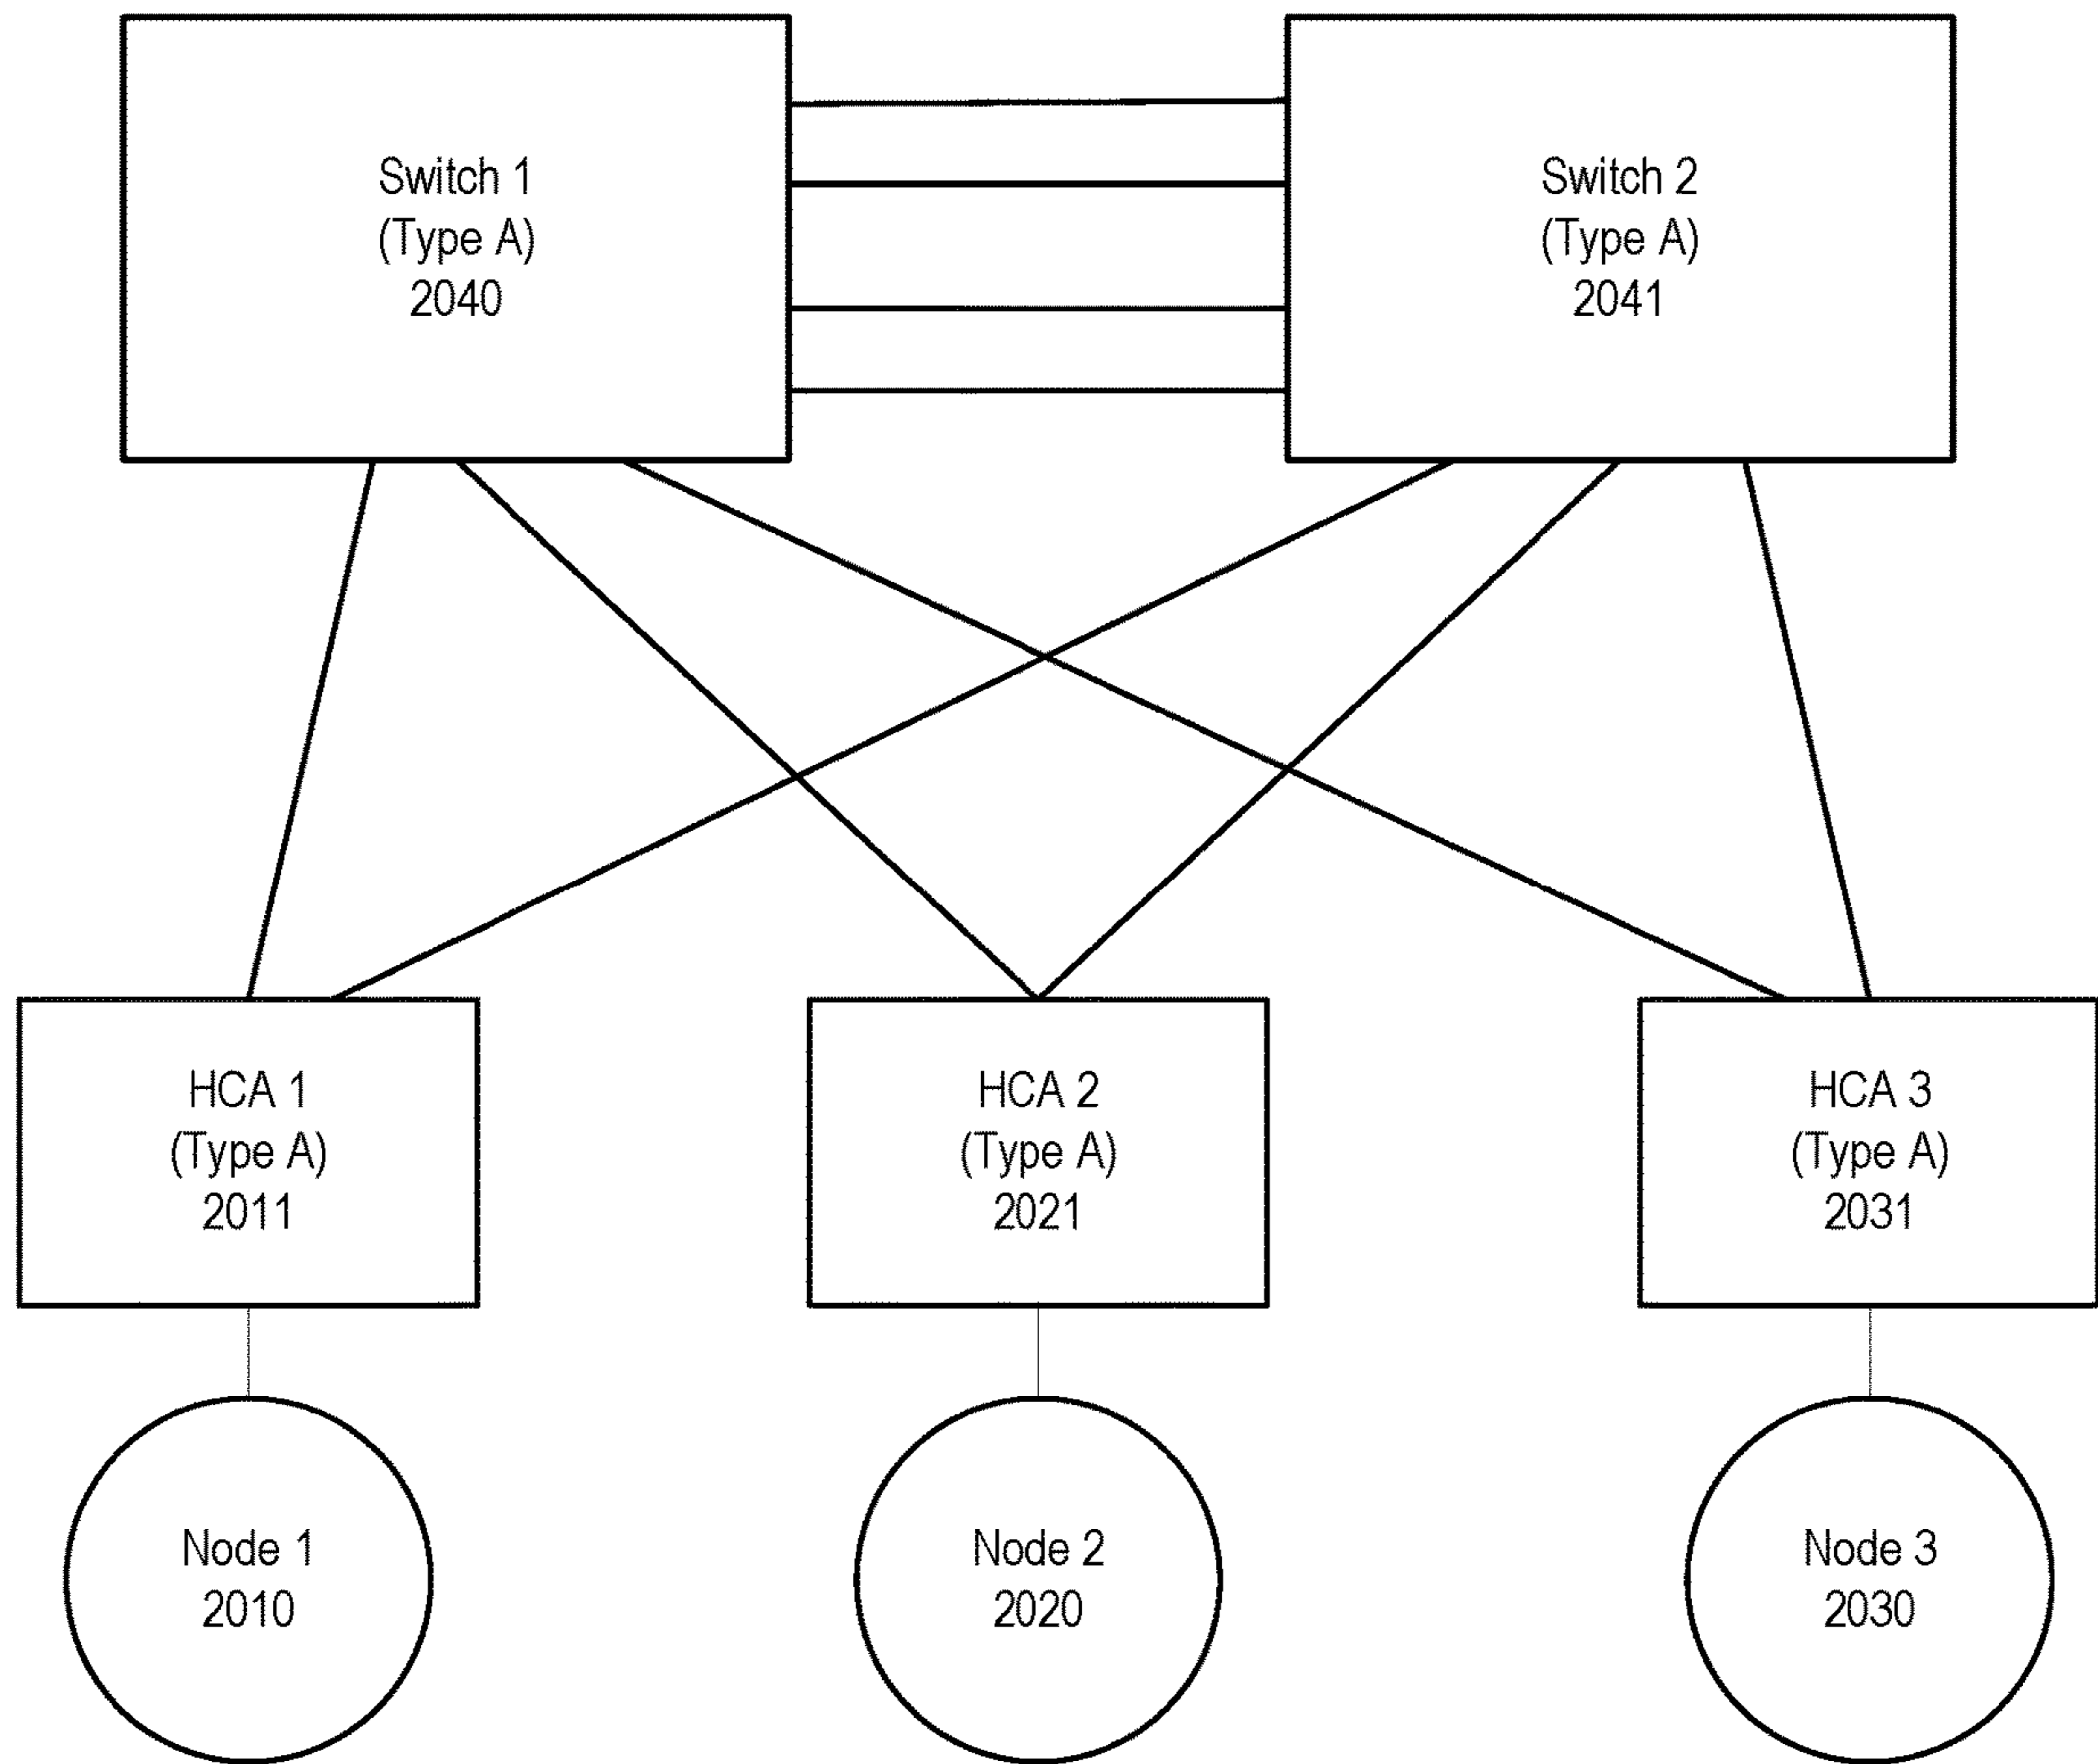 Switch 1
(Type A)
2040
Switch 2
(Type A)
2041
HCA 1
(Type A)
2011
HCA 2
(Type A)
2021
HCA 3
(Type A)
2031
Node 1
2010
Node 2
2020
Node 3
2030